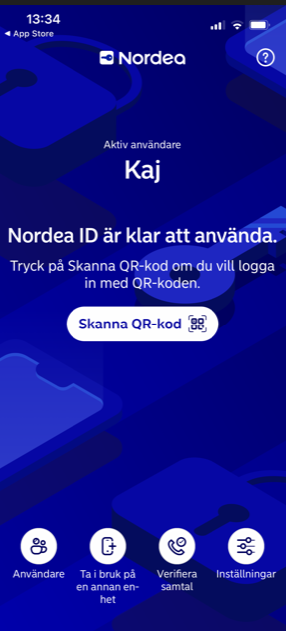 13:34
◀ App Store
Nordea
?
Aktiv användare
Kaj
Nordea ID är klar att använda.
Tryck på Skanna QR-kod om du vill logga
in med QR-koden.
Skanna QR-kod
Användare
Ta i bruk på
en annan en-
het
Verifiera
samtal
Inställningar